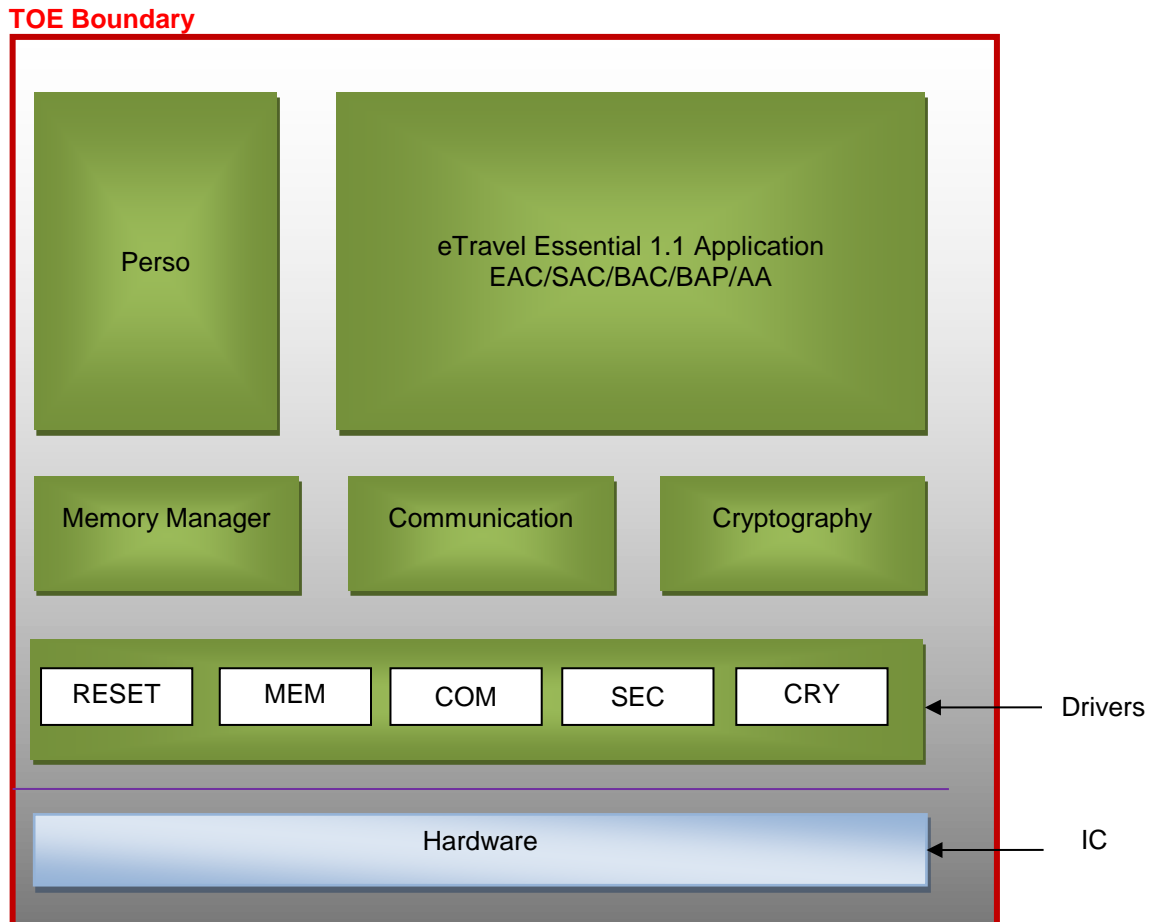 TOE Boundary
Perso
eTravel Essential 1.1 Application
EAC/SAC/BAC/BAP/AA
Memory Manager
Communication
Cryptography
RESET
MEM
COM
SEC
CRY
Drivers
Hardware
IC